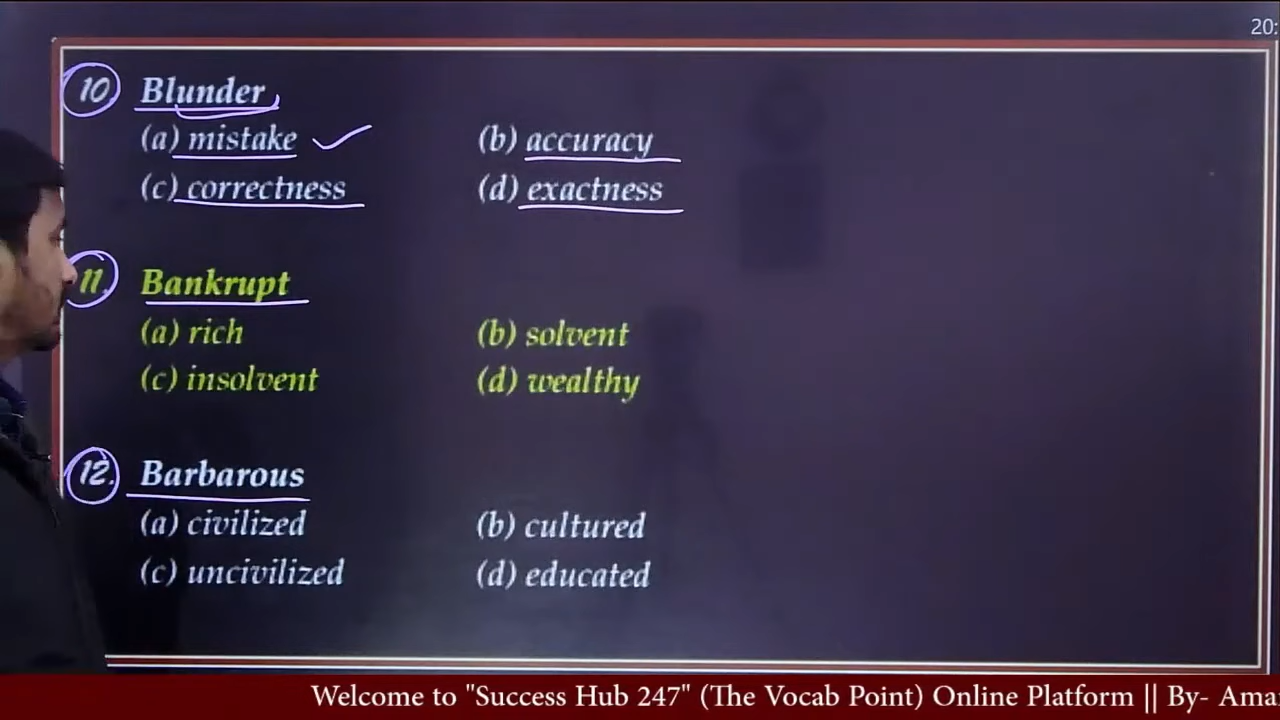 20:
10. Blunder
(a) mistake (b) accuracy
(c) correctness (d) exactness
11. Bankrupt
(a) rich (b) solvent
(c) insolvent (d) wealthy
12. Barbarous
(a) civilized (b) cultured
(c) uncivilized (d) educated
Welcome to "Success Hub 247" (The Vocab Point) Online Platform || By- Ama